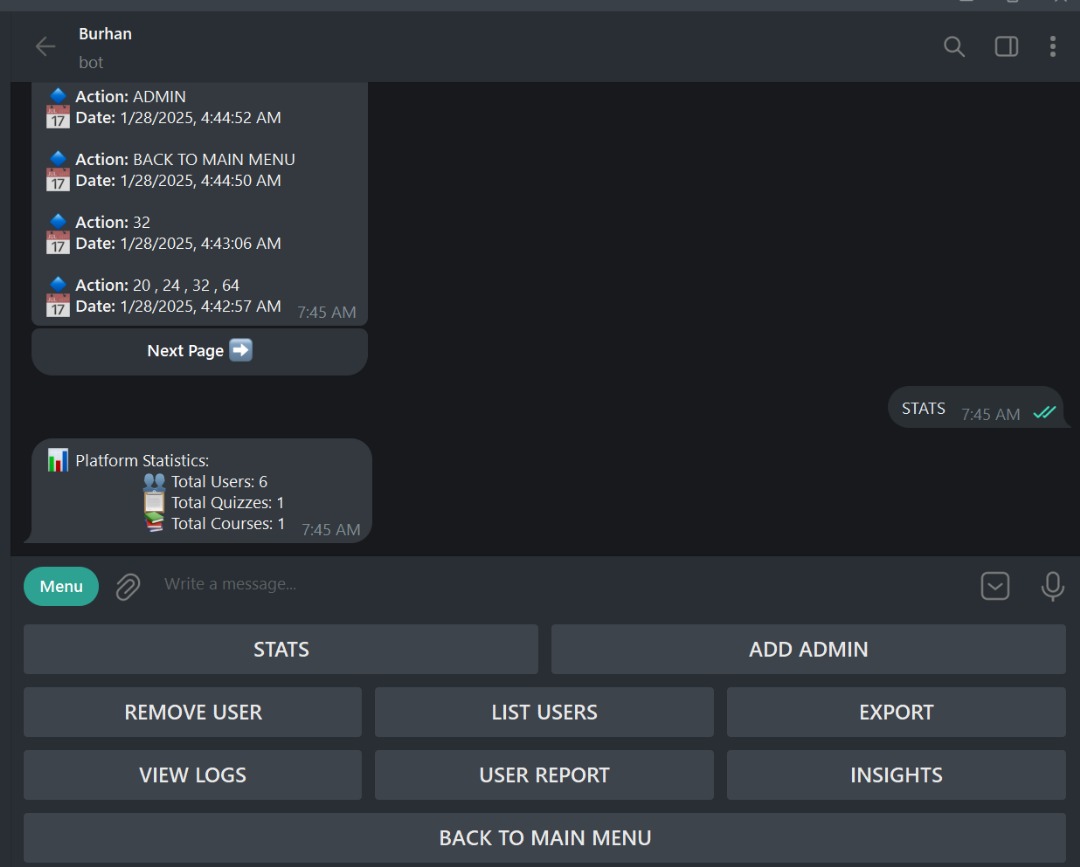 Burhan
bot
Action: ADMIN
17 Date: 1/28/2025, 4:44:52 AM
Action: BACK TO MAIN MENU
17 Date: 1/28/2025, 4:44:50 AM
Action: 32
17 Date: 1/28/2025, 4:43:06 AM
Action: 20 , 24 , 32 , 64
17 Date: 1/28/2025, 4:42:57 AM 7:45 AM
Next Page
STATS 7:45 AM
Platform Statistics:
Total Users: 6
Total Quizzes: 1
Total Courses: 1 7:45 AM
Menu Write a message...
STATS ADD ADMIN
REMOVE USER LIST USERS EXPORT
VIEW LOGS USER REPORT INSIGHTS
BACK TO MAIN MENU